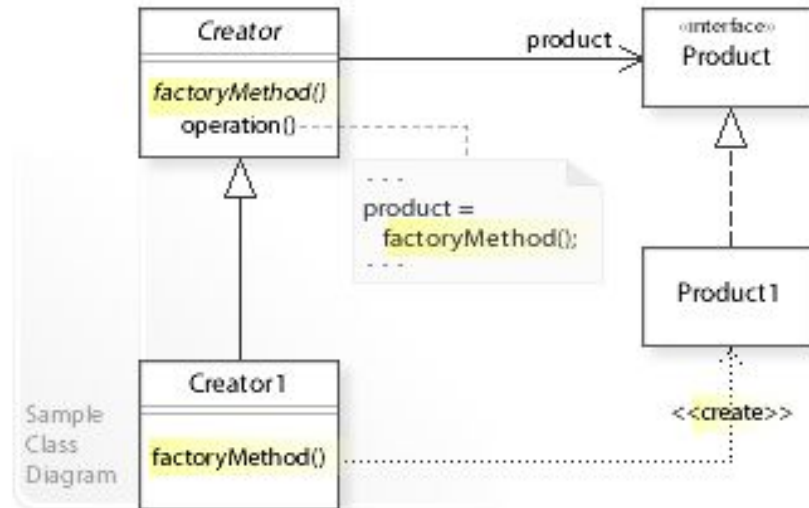 Creator
factoryMethod()
operation()
product
«interface»
Product
. . .
product =
factoryMethod();
. . .
Product1
Creator1
factoryMethod()
<<create>>
Sample
Class
Diagram